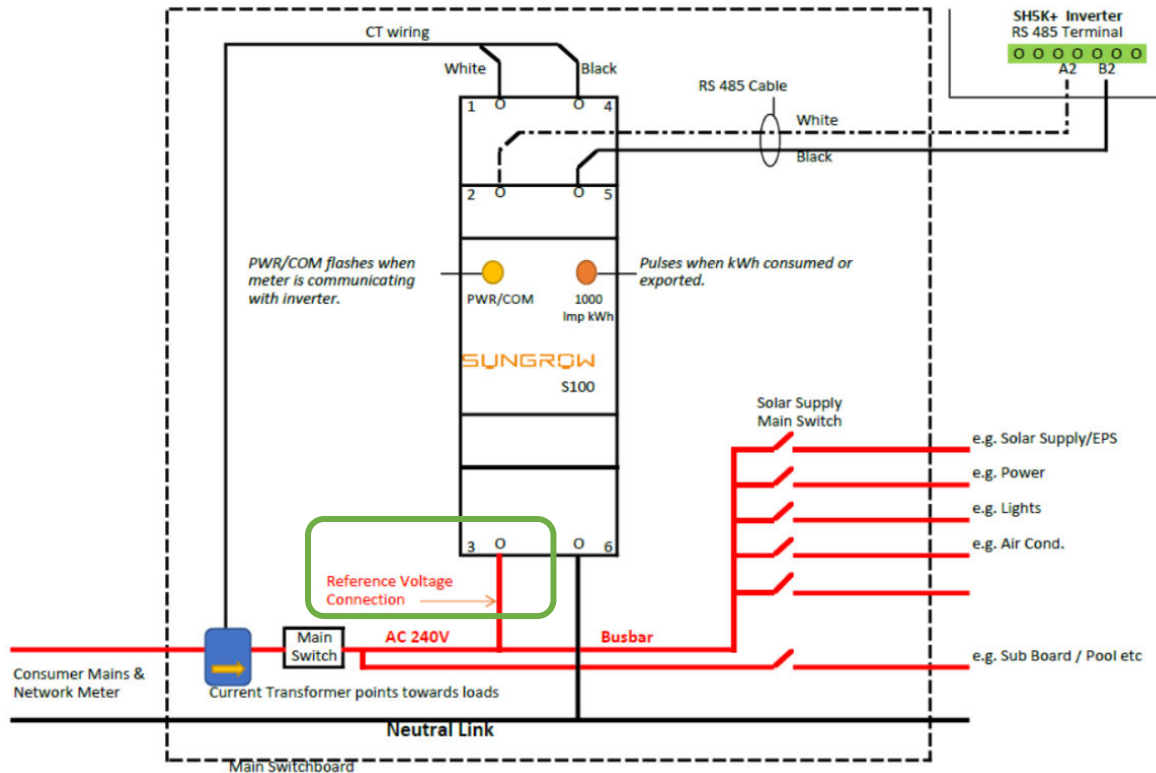 CT wiring
White
Black
SH5K+ Inverter
RS 485 Terminal
O O O O O O O
A2 B2
RS 485 Cable
White
Black
1 O O 4
2 O O 5
PWR/COM flashes when
meter is communicating
with inverter.
PWR/COM
1000
Imp kWh
Pulses when kWh consumed or
exported.
SUNGROW
S100
3 O O 6
Reference Voltage
Connection
Solar Supply
Main Switch
e.g. Solar Supply/EPS
e.g. Power
e.g. Lights
e.g. Air Cond.
e.g. Sub Board / Pool etc
Main
Switch
AC 240V
Busbar
Consumer Mains &
Network Meter
Current Transformer points towards loads
Neutral Link
Main Switchboard